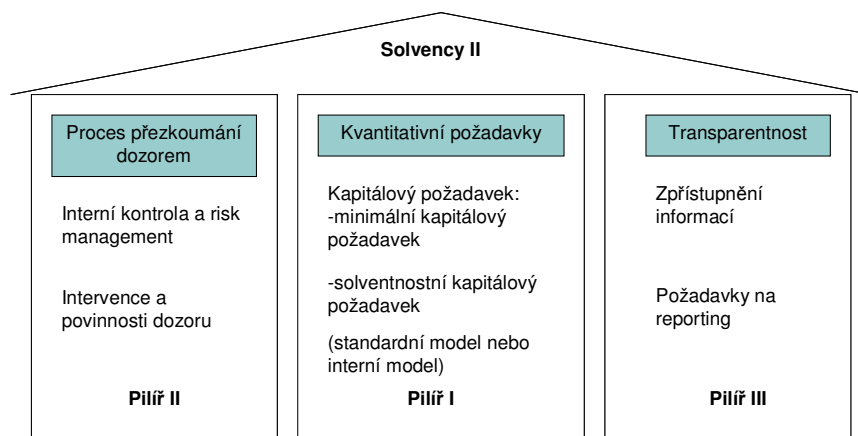 Solvency II
Proces přezkoumání
dozorem
Interní kontrola a risk
management
Intervence a
povinnosti dozoru
Pilíř II
Kvantitativní požadavky
Kapitálový požadavek:
-minimální kapitálový
požadavek
-solventnostní kapitálový
požadavek
(standardní model nebo
interní model)
Pilíř I
Transparentnost
Zpřístupnění
informací
Požadavky na
reporting
Pilíř III